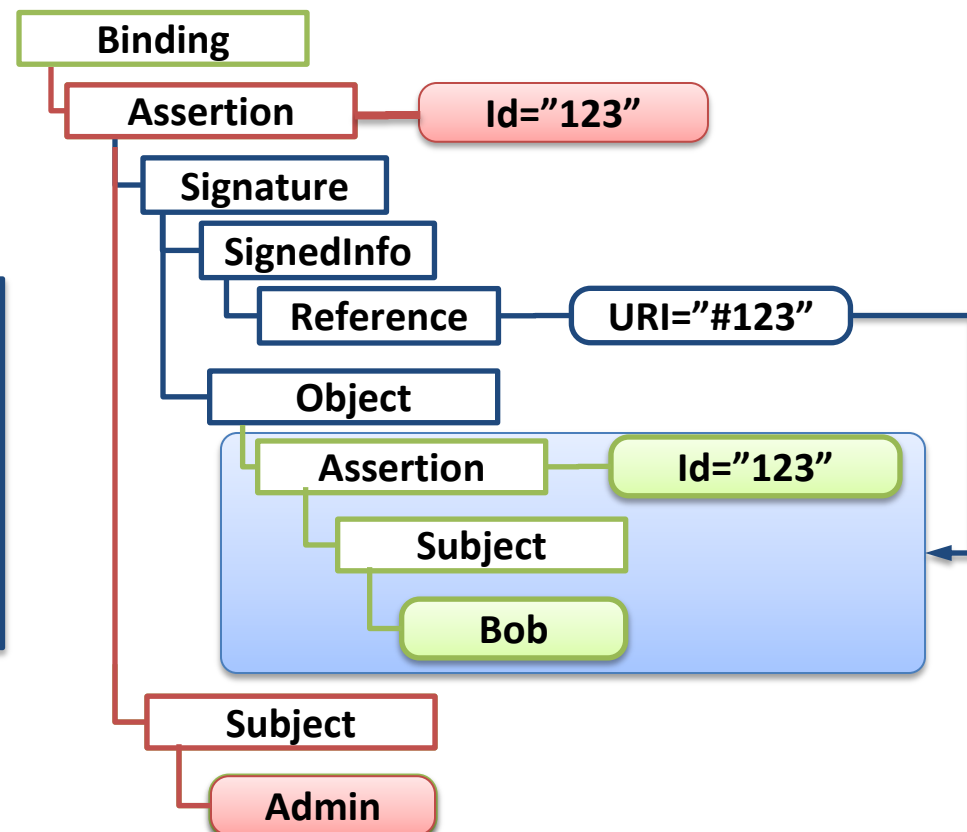 Binding
Assertion
Id=”123”
Signature
SignedInfo
Reference
URI=”#123”
Object
Assertion
Id=”123”
Subject
Bob
Subject
Admin